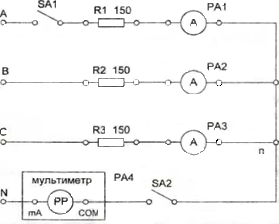 A SA1 R1 150 A PA1
B R2 150 A PA2
C R3 150 A PA3
n
мультиметр PA4
N mA PP COM SA2